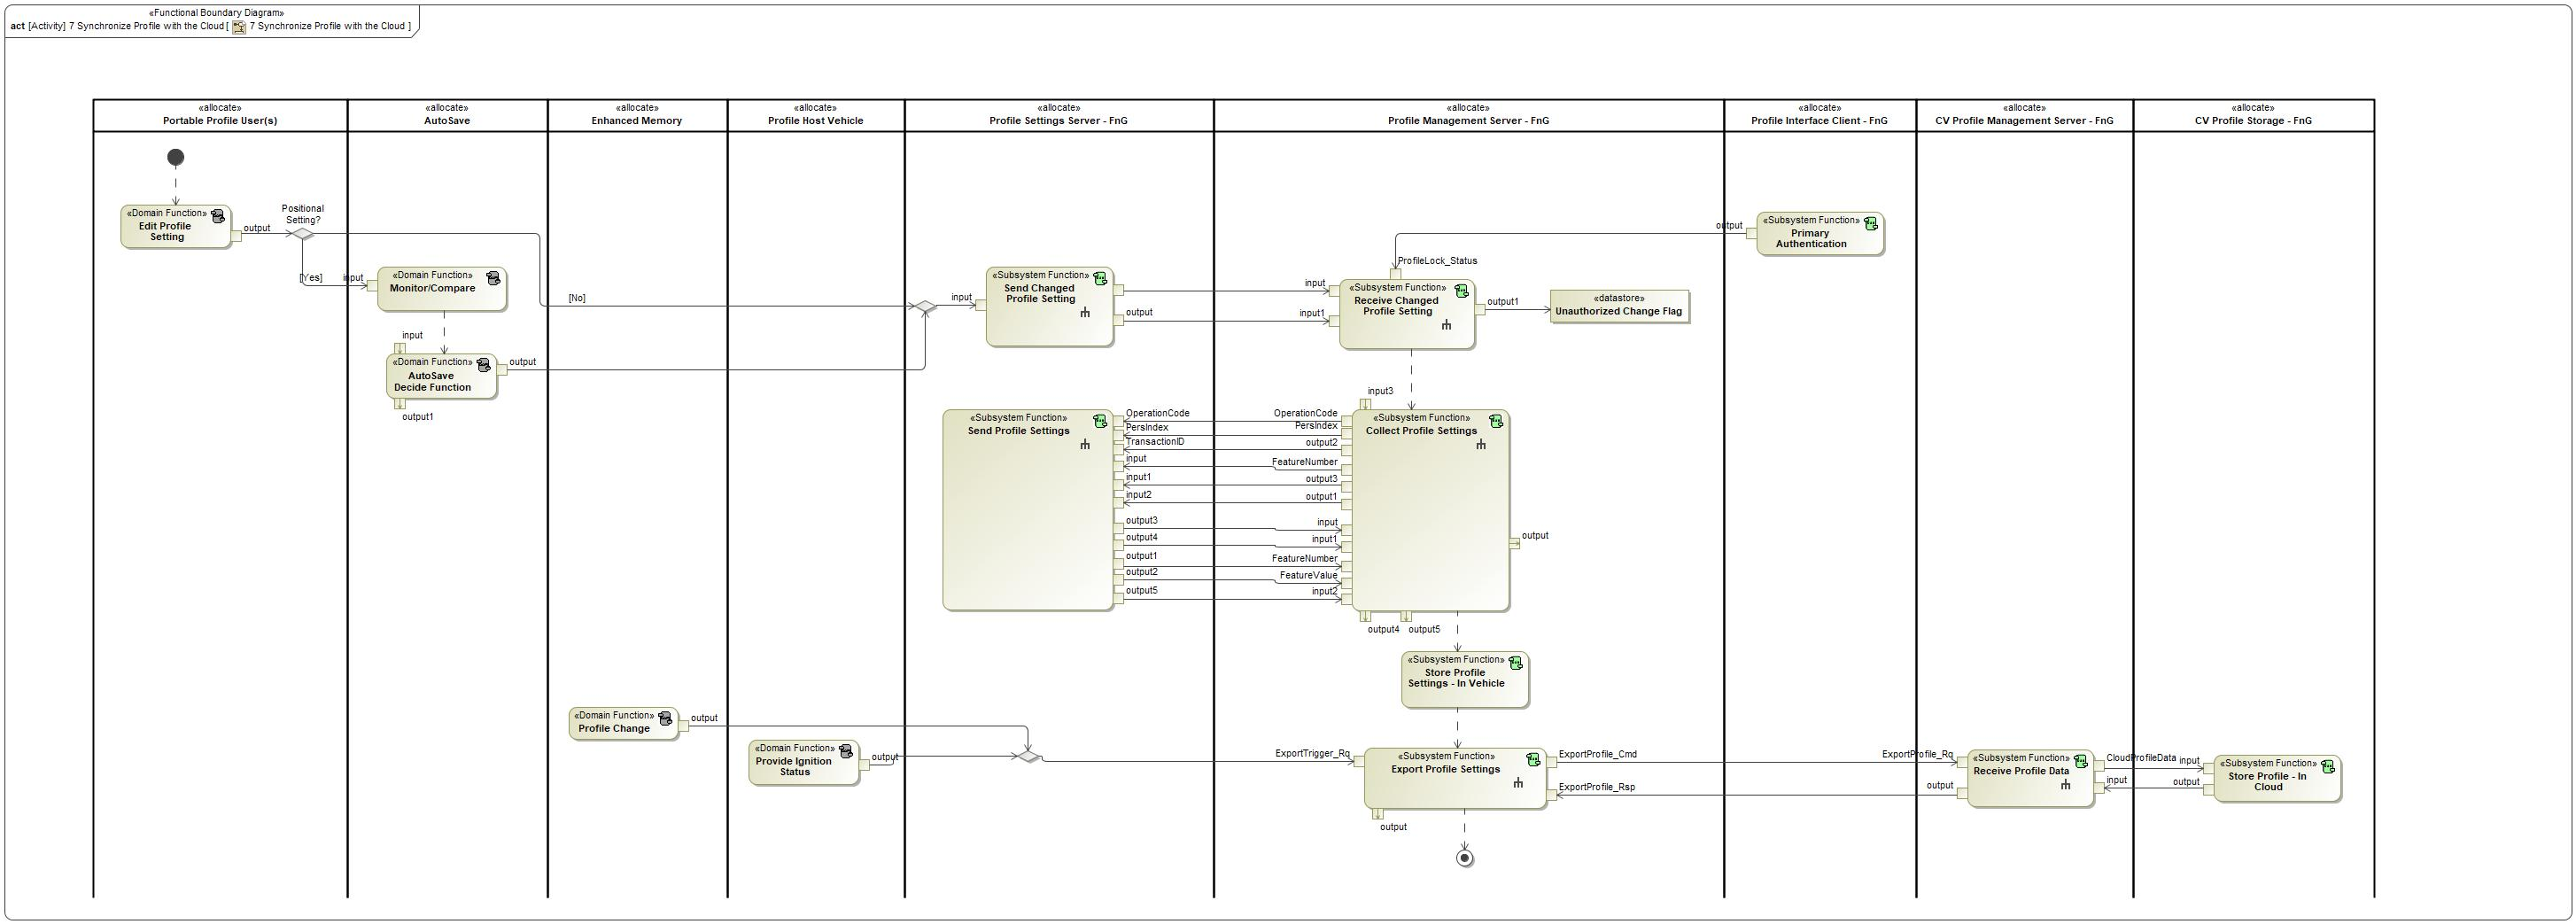 «Functional Boundary Diagram»
act [Activity] 7 Synchronize Profile with the Cloud [ 7 Synchronize Profile with the Cloud ]
«allocate»
Portable Profile User(s)
«allocate»
AutoSave
«allocate»
Enhanced Memory
«allocate»
Profile Host Vehicle
«allocate»
Profile Settings Server - FnG
«allocate»
Profile Management Server - FnG
«allocate»
Profile Interface Client - FnG
«allocate»
CV Profile Management Server - FnG
«allocate»
CV Profile Storage - FnG
«Domain Function»
Edit Profile
Setting
output
Positional
Setting?
[Yes]
input
[No]
«Domain Function»
Monitor/Compare
input
«Domain Function»
AutoSave
Decide Function
output
output1
input
«Subsystem Function»
Send Changed
Profile Setting
output
input
input1
ProfileLock_Status
«Subsystem Function»
Receive Changed
Profile Setting
output1
«datastore»
Unauthorized Change Flag
output
«Subsystem Function»
Primary
Authentication
«Subsystem Function»
Send Profile Settings
OperationCode
PersIndex
TransactionID
input
input1
input2
output3
output4
output1
output2
output5
input3
OperationCode
PersIndex
output2
FeatureNumber
output3
output1
input
input1
FeatureNumber
FeatureValue
input2
«Subsystem Function»
Collect Profile Settings
output
output4
output5
«Subsystem Function»
Store Profile
Settings - In Vehicle
«Domain Function»
Profile Change
output
«Domain Function»
Provide Ignition
Status
output
ExportTrigger_Rq
«Subsystem Function»
Export Profile Settings
ExportProfile_Cmd
ExportProfile_Rsp
output
ExportProfile_Rq
output
«Subsystem Function»
Receive Profile Data
CloudProfileData
input
input
output
«Subsystem Function»
Store Profile - In
Cloud